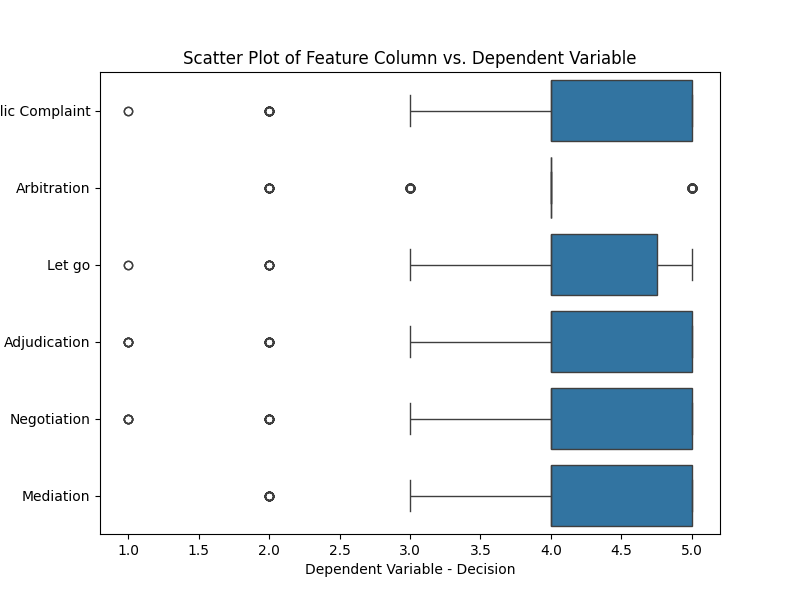 Scatter Plot of Feature Column vs. Dependent Variable
lic Complaint
Arbitration
Let go
Adjudication
Negotiation
Mediation
1.0 1.5 2.0 2.5 3.0 3.5 4.0 4.5 5.0
Dependent Variable - Decision